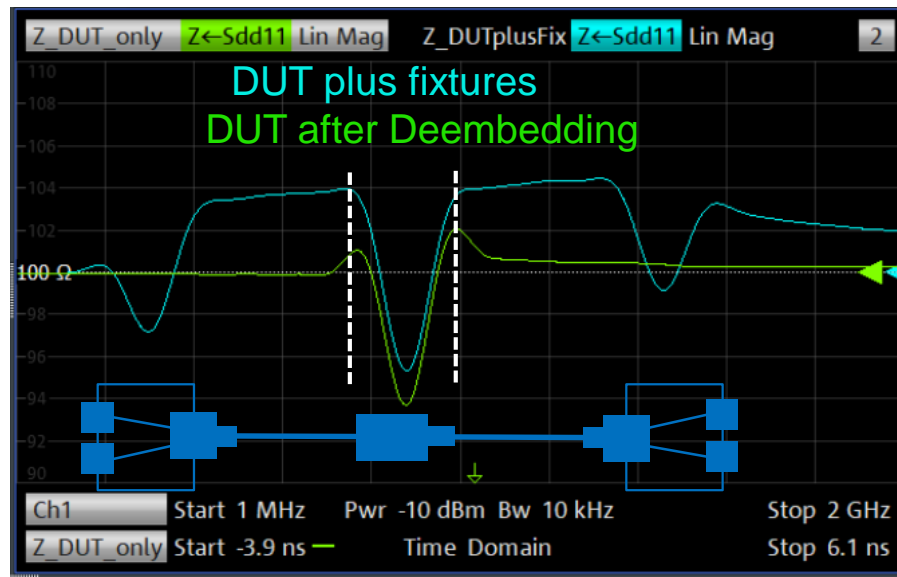 Z_DUT_only Z←Sdd11 Lin Mag Z_DUTplusFix Z←Sdd11 Lin Mag 2
110
DUT plus fixtures
108
DUT after Deembedding
106
104
102
100 Ω
98
96
94
92
90
Ch1 Start 1 MHz Pwr -10 dBm Bw 10 kHz Stop 2 GHz
Z_DUT_only Start -3.9 ns Time Domain Stop 6.1 ns